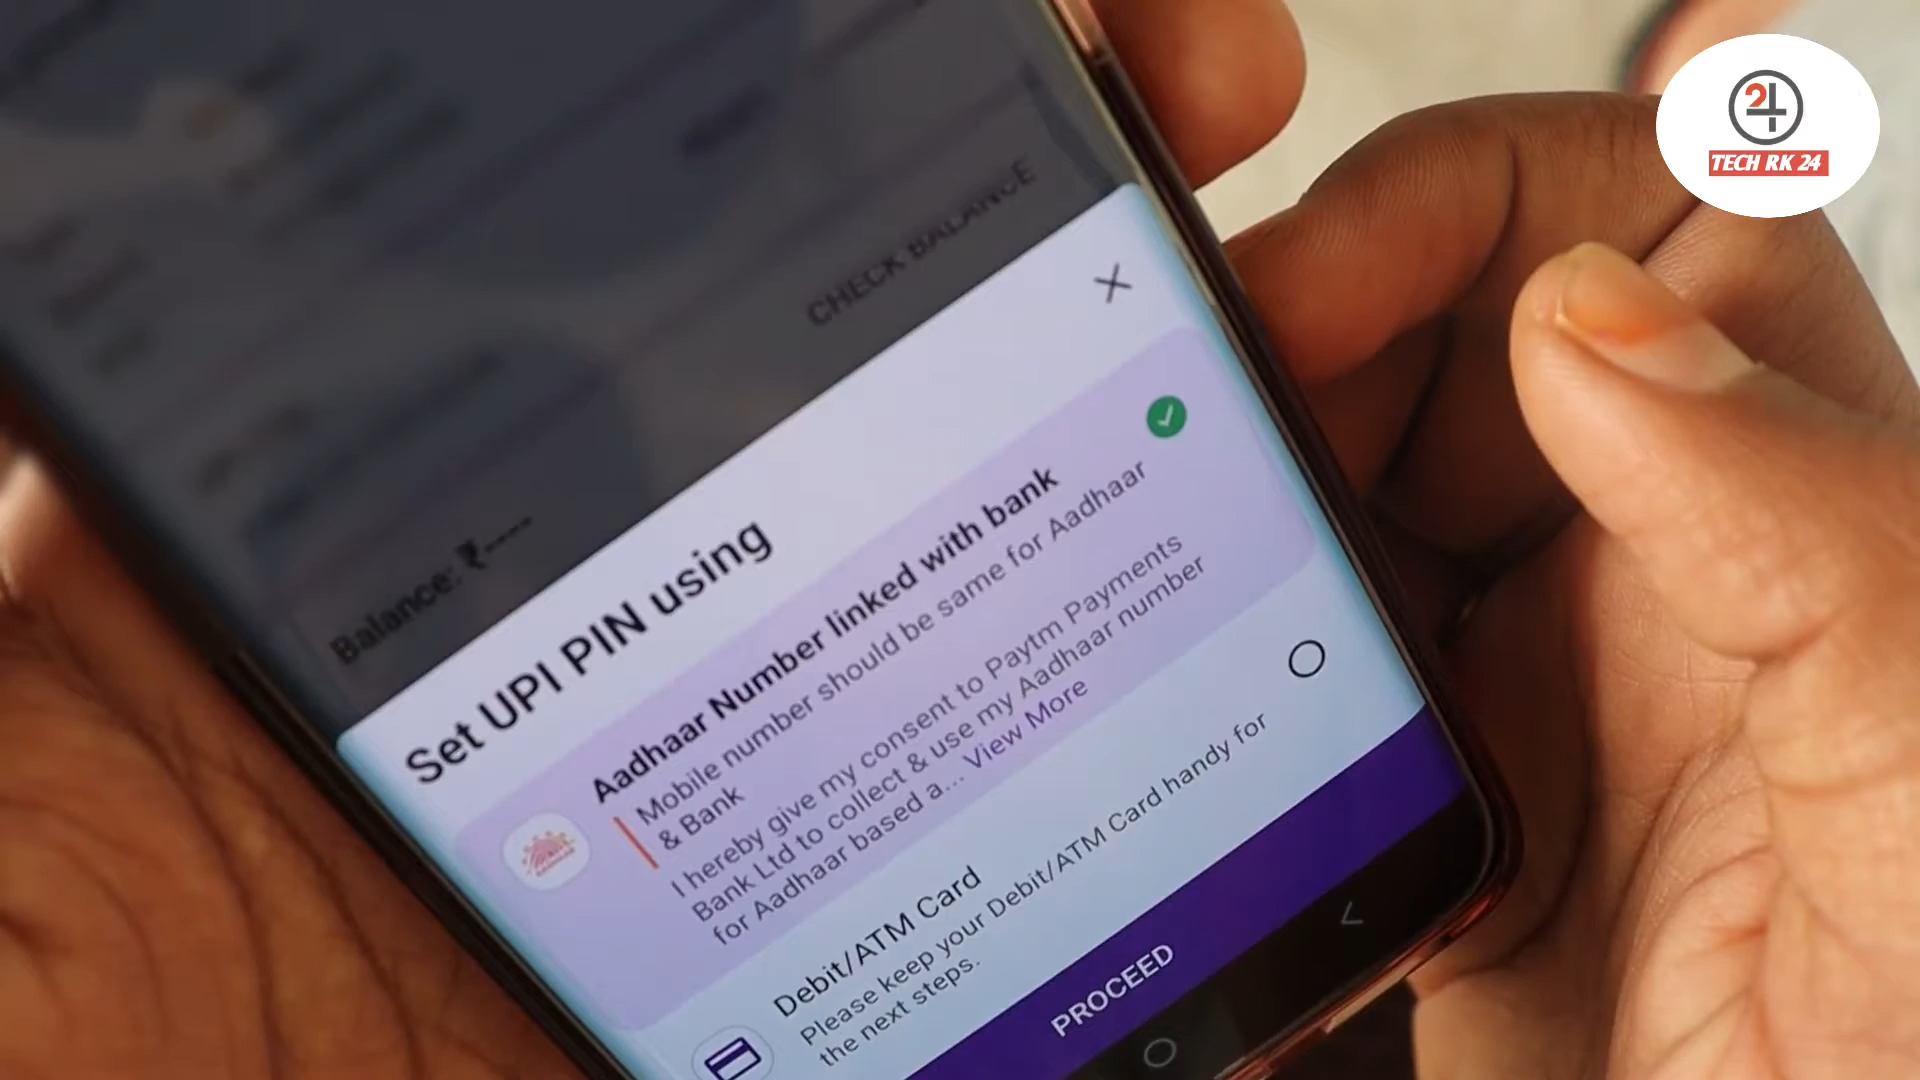 24
TECH RK 24
CHECK BALANCE
Balance: ₹----
Set UPI PIN using
Aadhaar Number linked with bank
Mobile number should be same for Aadhaar
& Bank
I hereby give my consent to Paytm Payments
Bank Ltd to collect & use my Aadhaar number
for Aadhaar based a... View More
Debit/ATM Card
Please keep your Debit/ATM Card handy for
the next steps.
PROCEED